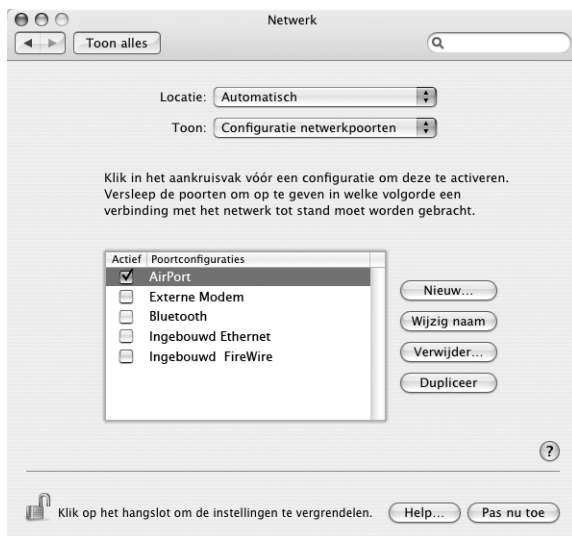 Netwerk
Toon alles
Locatie: Automatisch
Toon: Configuratie netwerkpoorten
Klik in het aankruisvak vóór een configuratie om deze te activeren.
Versleep de poorten om op te geven in welke volgorde een
verbinding met het netwerk tot stand moet worden gebracht.
Actief Poortconfiguraties
AirPort
Externe Modem
Bluetooth
Ingebouwd Ethernet
Ingebouwd FireWire
Nieuw...
Wijzig naam
Verwijder...
Dupliceer
?
Klik op het hangslot om de instellingen te vergrendelen. Help... Pas nu toe